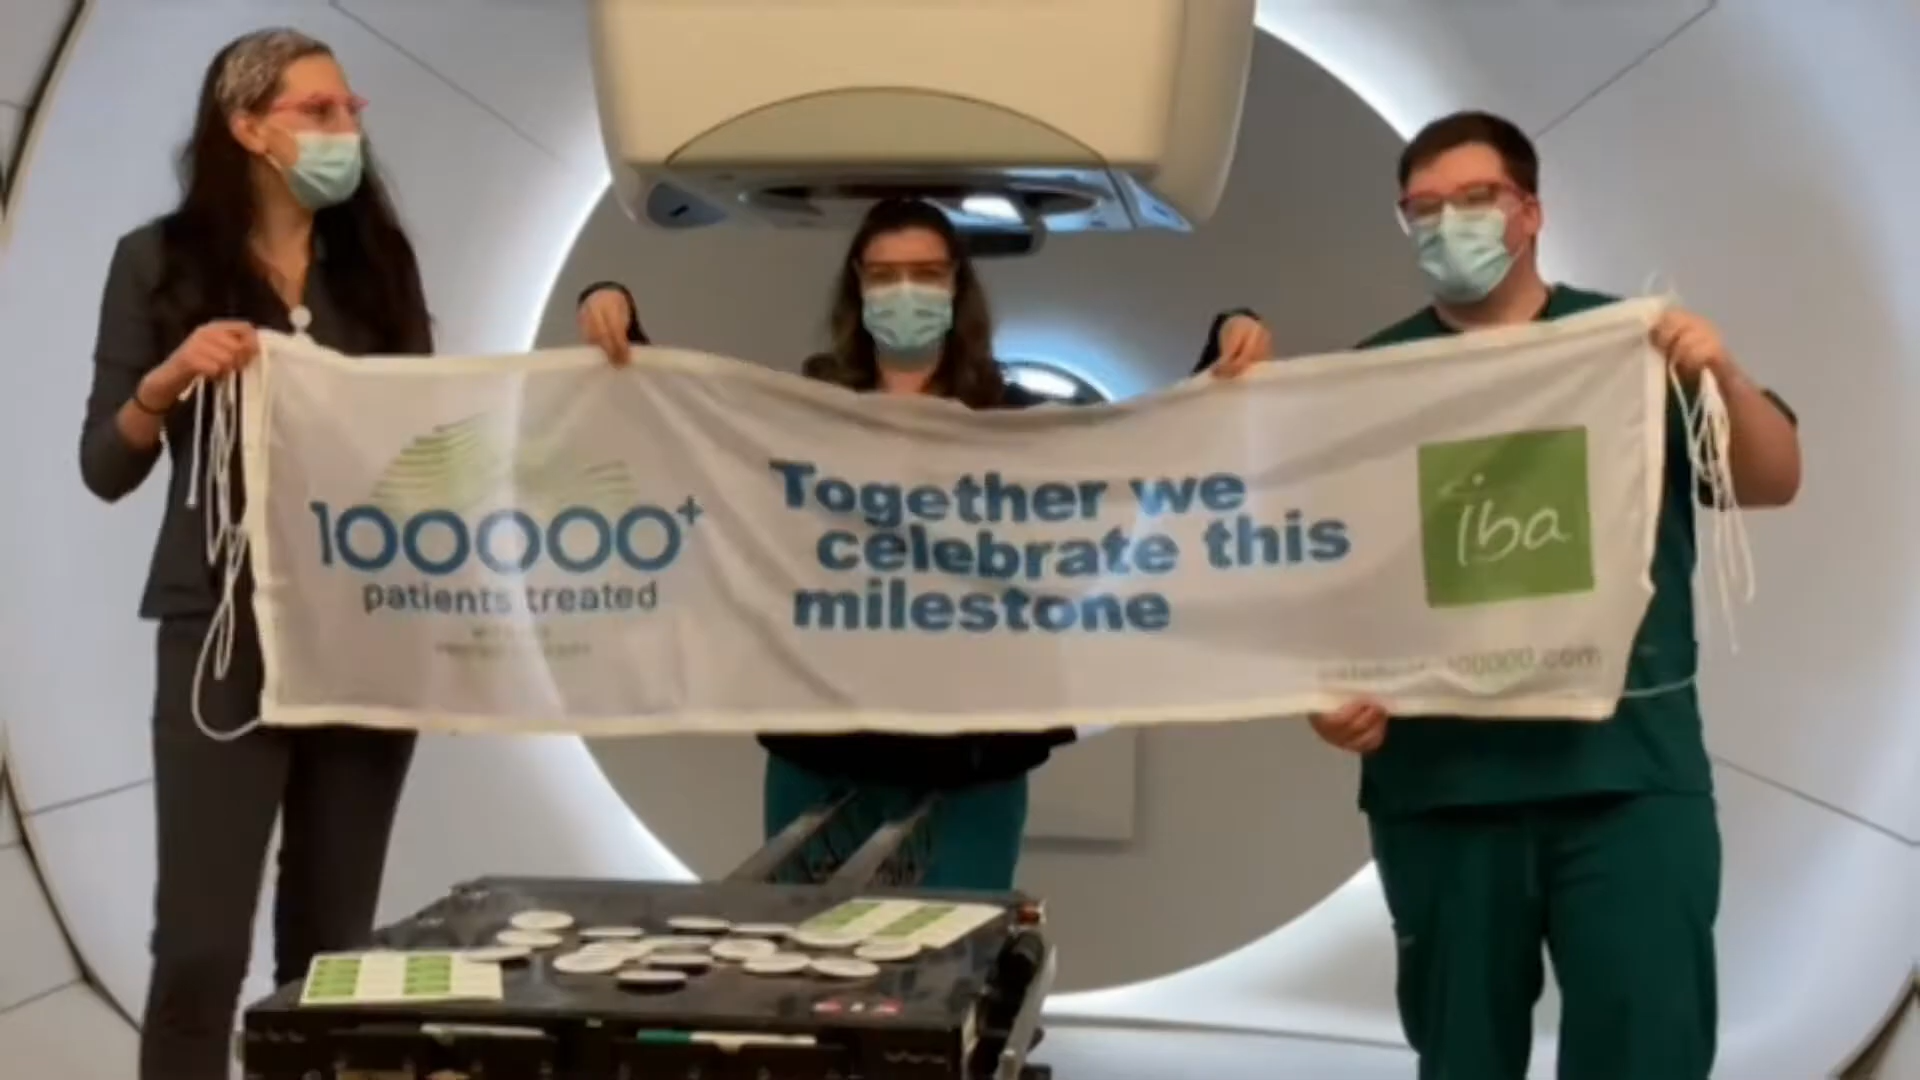 100000+
patients treated
Together we
celebrate this
milestone
iba